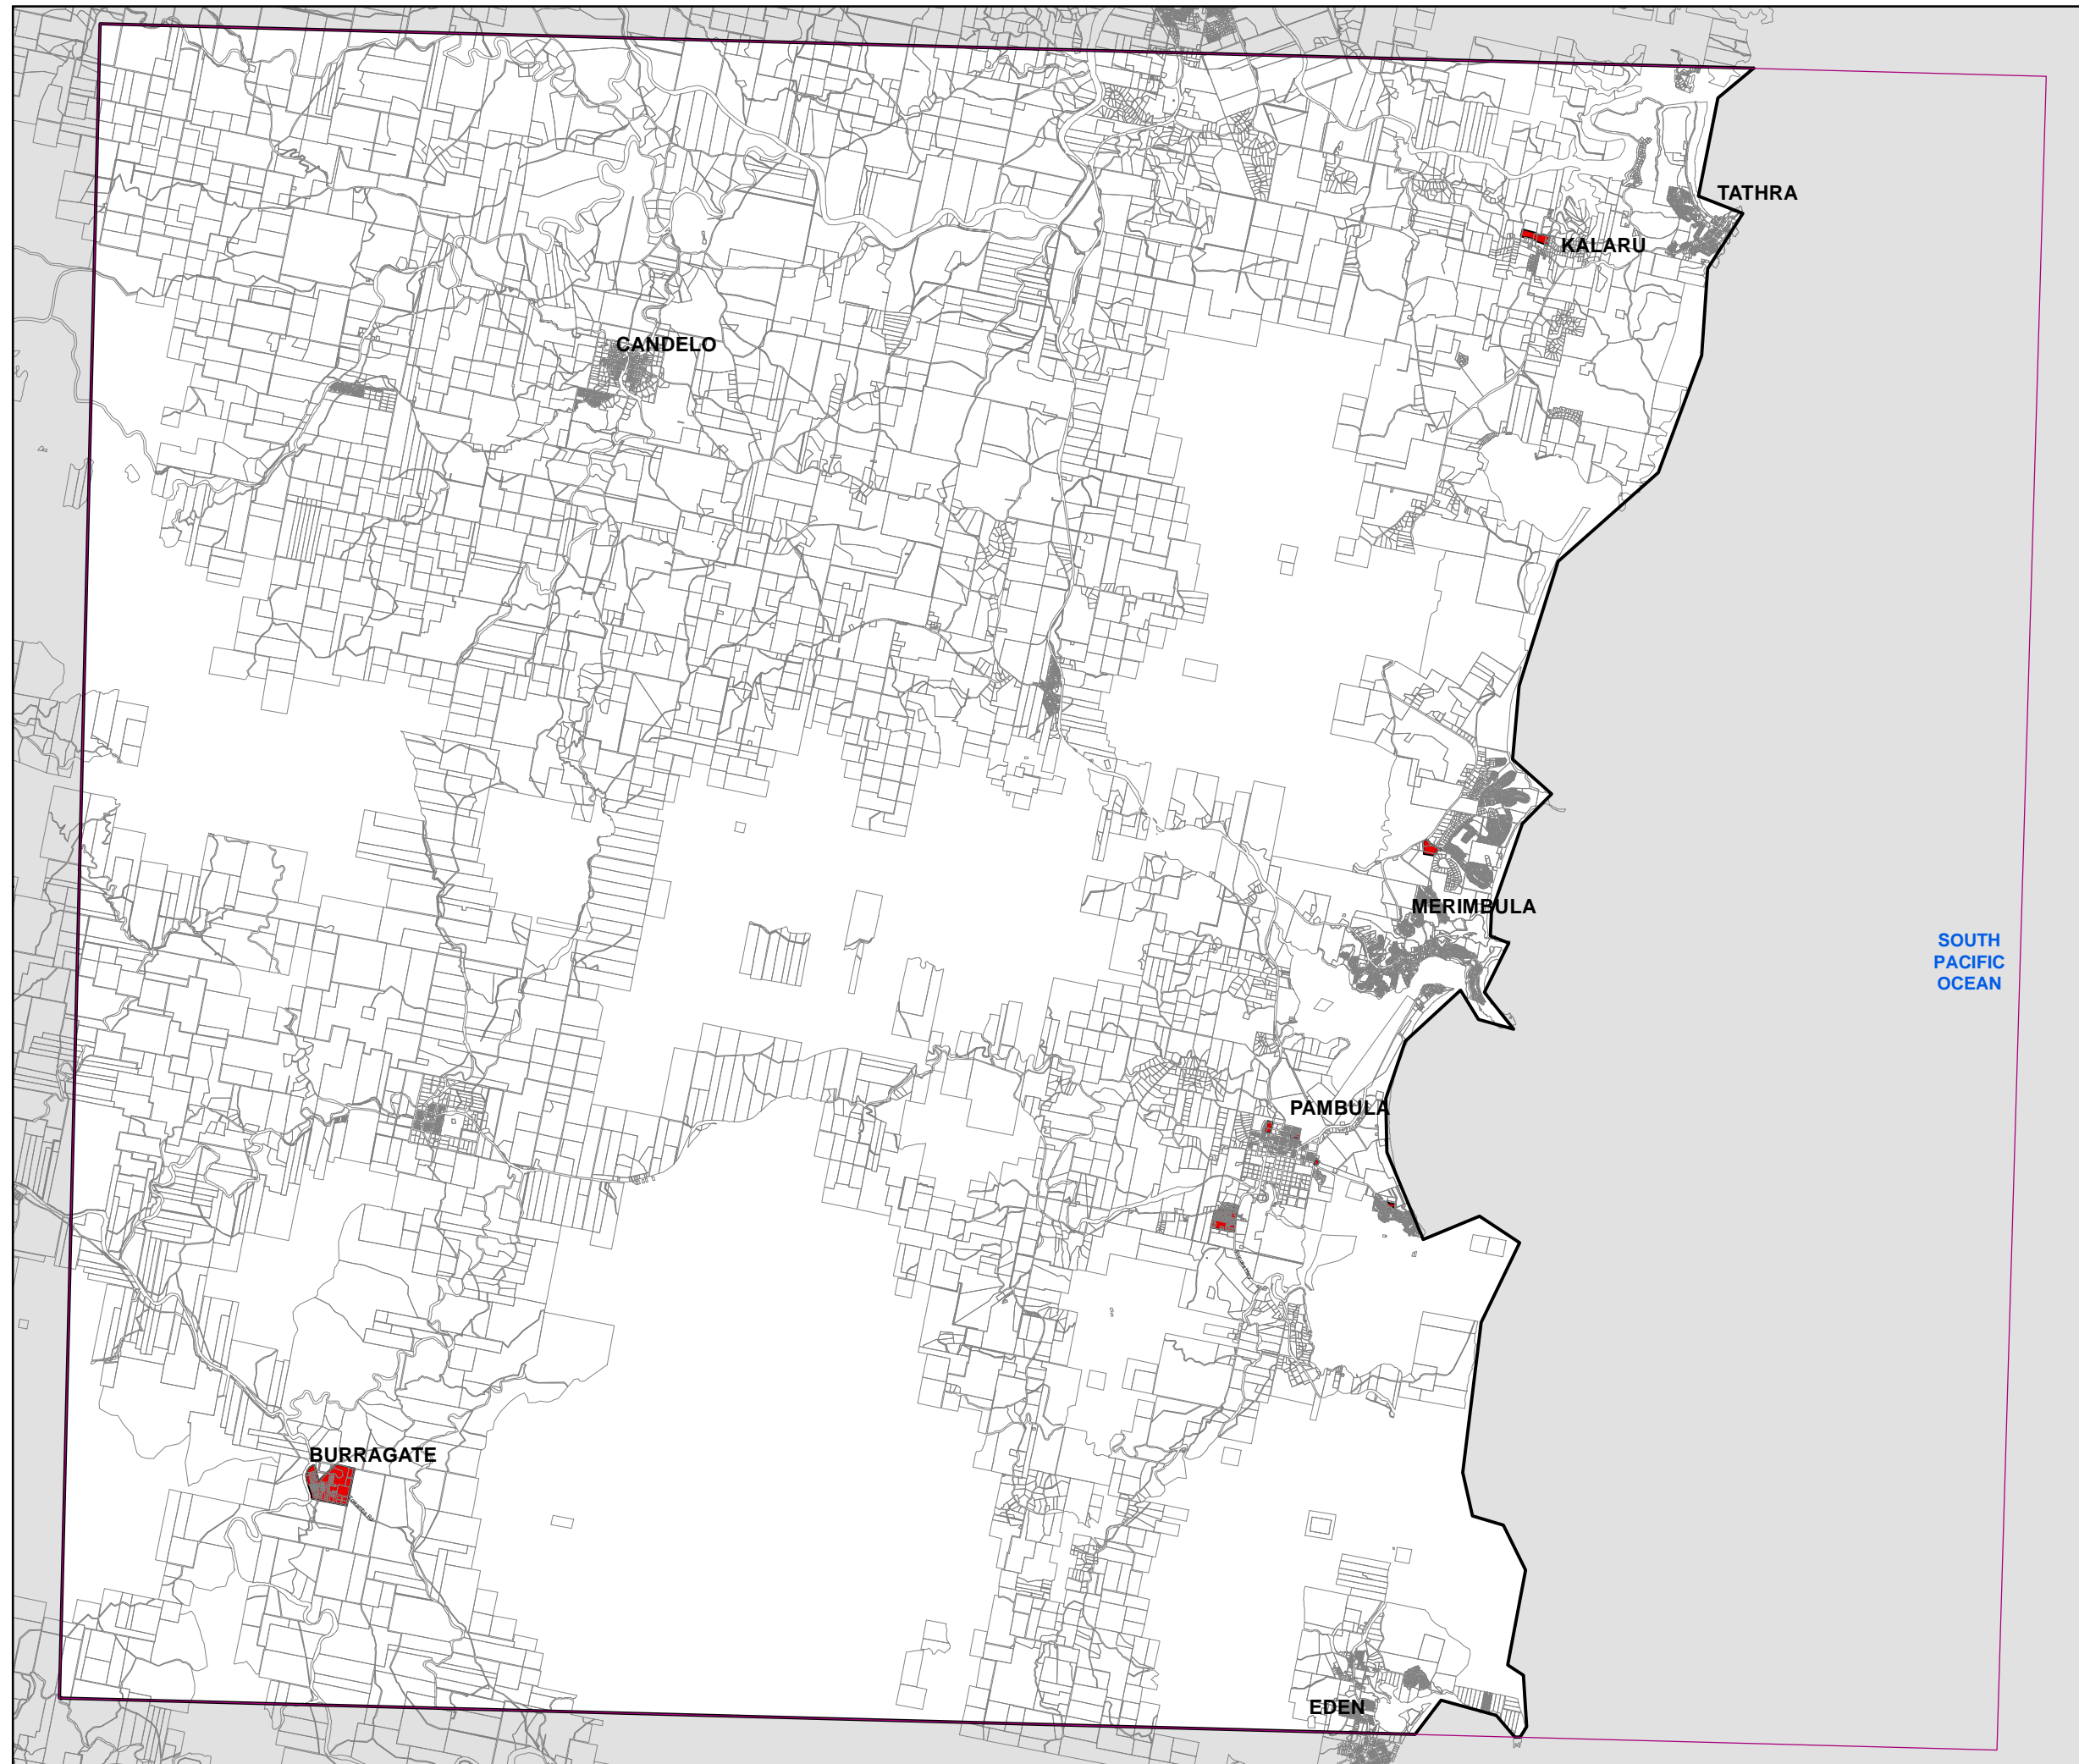 TATHRA
KALARU
CANDELO
MERIMBULA
SOUTH
PACIFIC
OCEAN
PAMBULA
BURRAGATE
EDEN